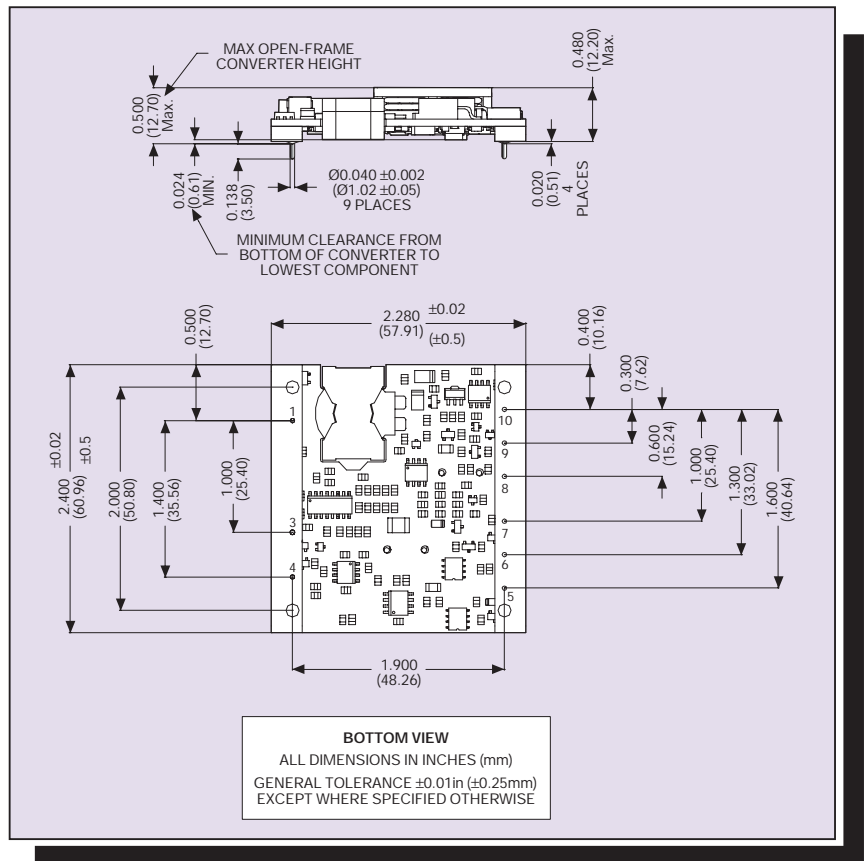 MAX OPEN-FRAME
CONVERTER HEIGHT
0.500
(12.70)
Max.
0.480
(12.20)
Max.
0.024
(0.61)
MIN.
0.138
(3.50)
Ø0.040 ±0.002
(Ø1.02 ±0.05)
9 PLACES
0.020
(0.51)
4
PLACES
MINIMUM CLEARANCE FROM
BOTTOM OF CONVERTER TO
LOWEST COMPONENT
0.500
(12.70)
2.280 ±0.02
(57.91) (±0.5)
0.400
(10.16)
0.300
(7.62)
2.400 ±0.02
(60.96) ±0.5
2.000
(50.80)
1.400
(35.56)
1.000
(25.40)
1
3
4
10
9
8
7
6
5
0.600
(15.24)
1.000
(25.40)
1.300
(33.02)
1.600
(40.64)
1.900
(48.26)
BOTTOM VIEW
ALL DIMENSIONS IN INCHES (mm)
GENERAL TOLERANCE ±0.01in (±0.25mm)
EXCEPT WHERE SPECIFIED OTHERWISE